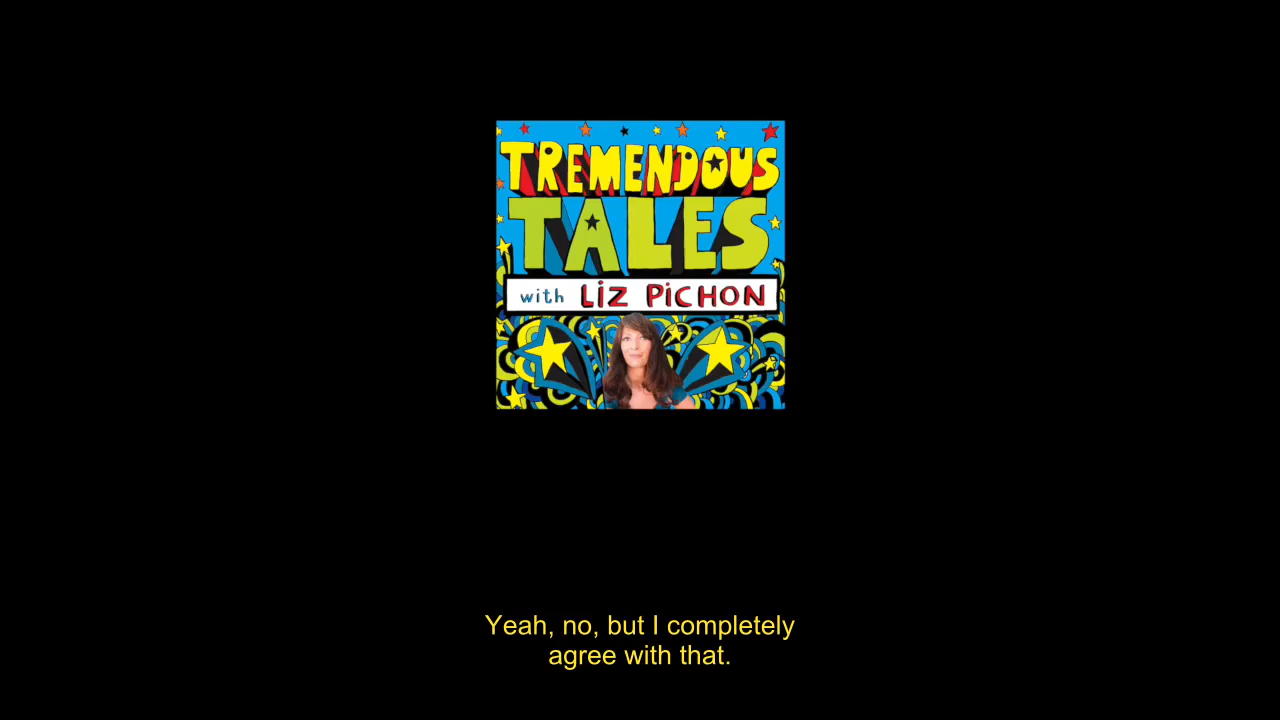 TREMENDOUS
TALES
with LIZ PiCHON
Yeah, no, but I completely
agree with that.